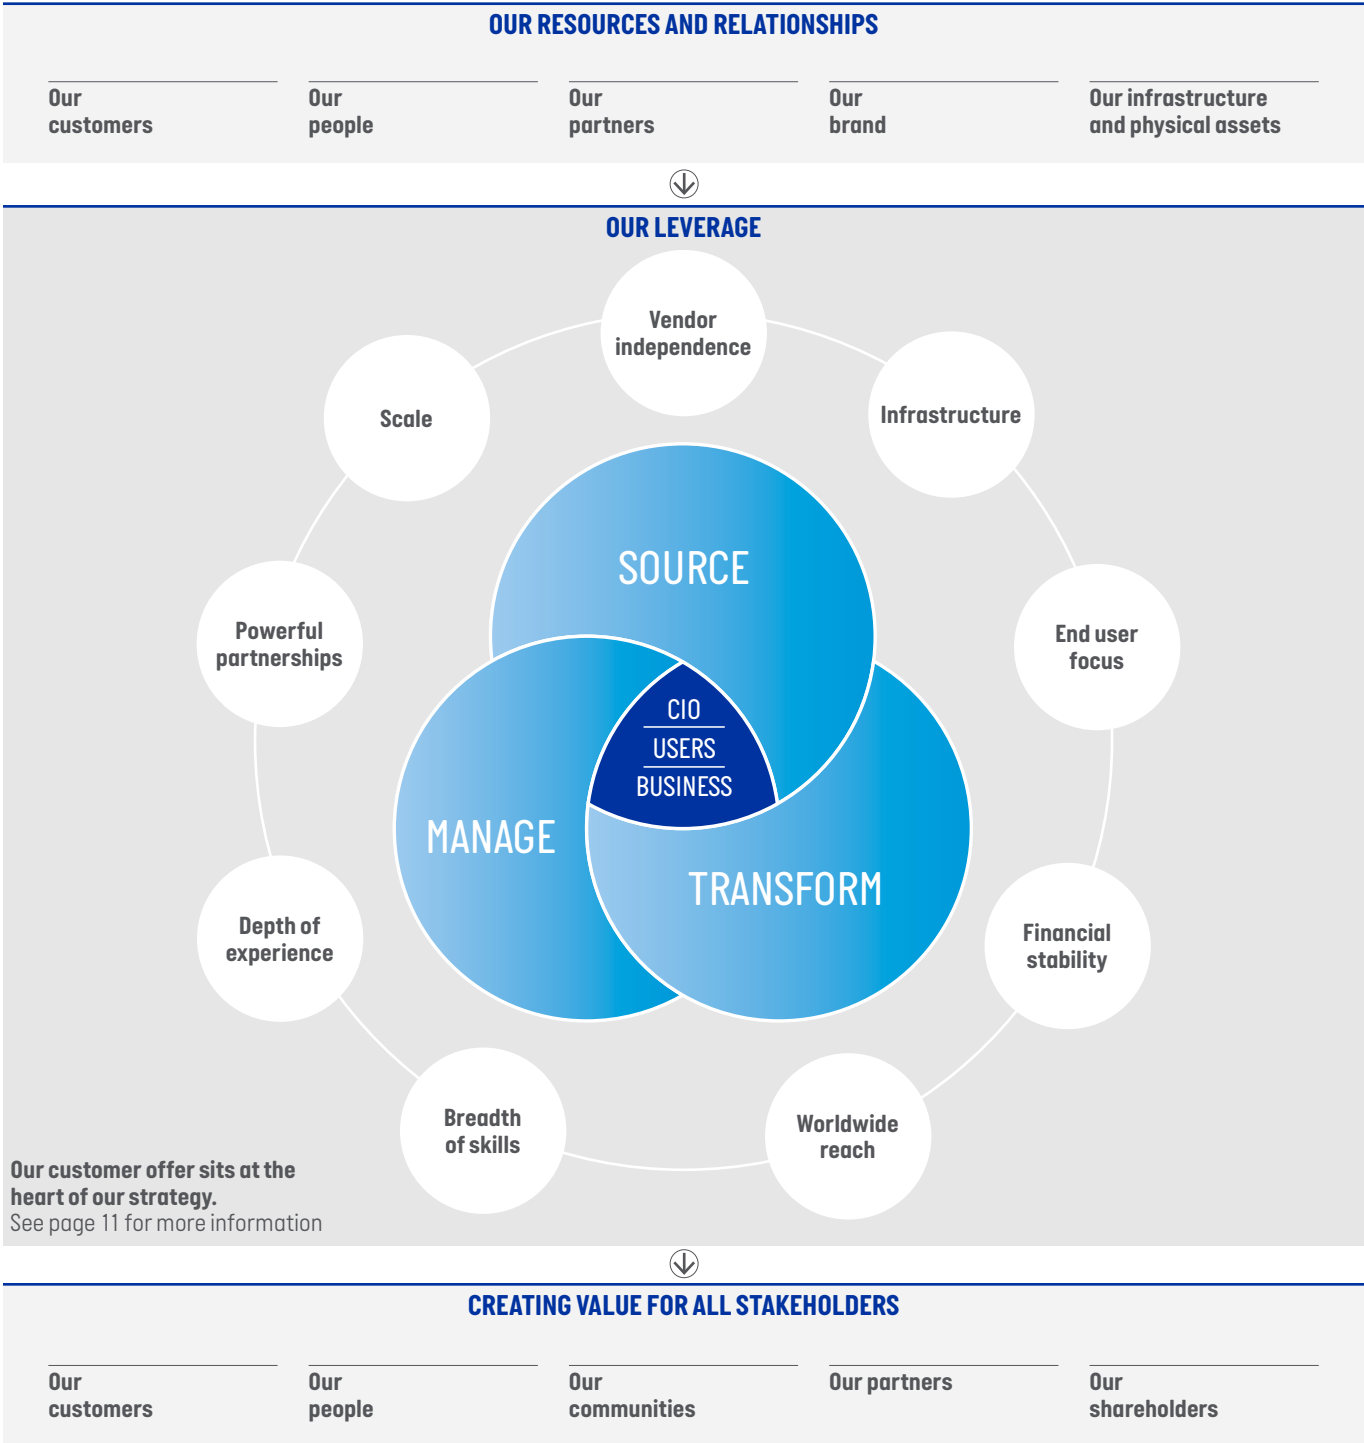 OUR RESOURCES AND RELATIONSHIPS
Our
customers
Our
people
Our
partners
Our
brand
Our infrastructure
and physical assets
OUR LEVERAGE
Vendor
independence
Scale
Infrastructure
SOURCE
Powerful
partnerships
End user
focus
CIO
USERS
BUSINESS
MANAGE
TRANSFORM
Depth of
experience
Financial
stability
Breadth
of skills
Worldwide
reach
Our customer offer sits at the
heart of our strategy.
See page 11 for more information
CREATING VALUE FOR ALL STAKEHOLDERS
Our
customers
Our
people
Our
communities
Our partners
Our
shareholders